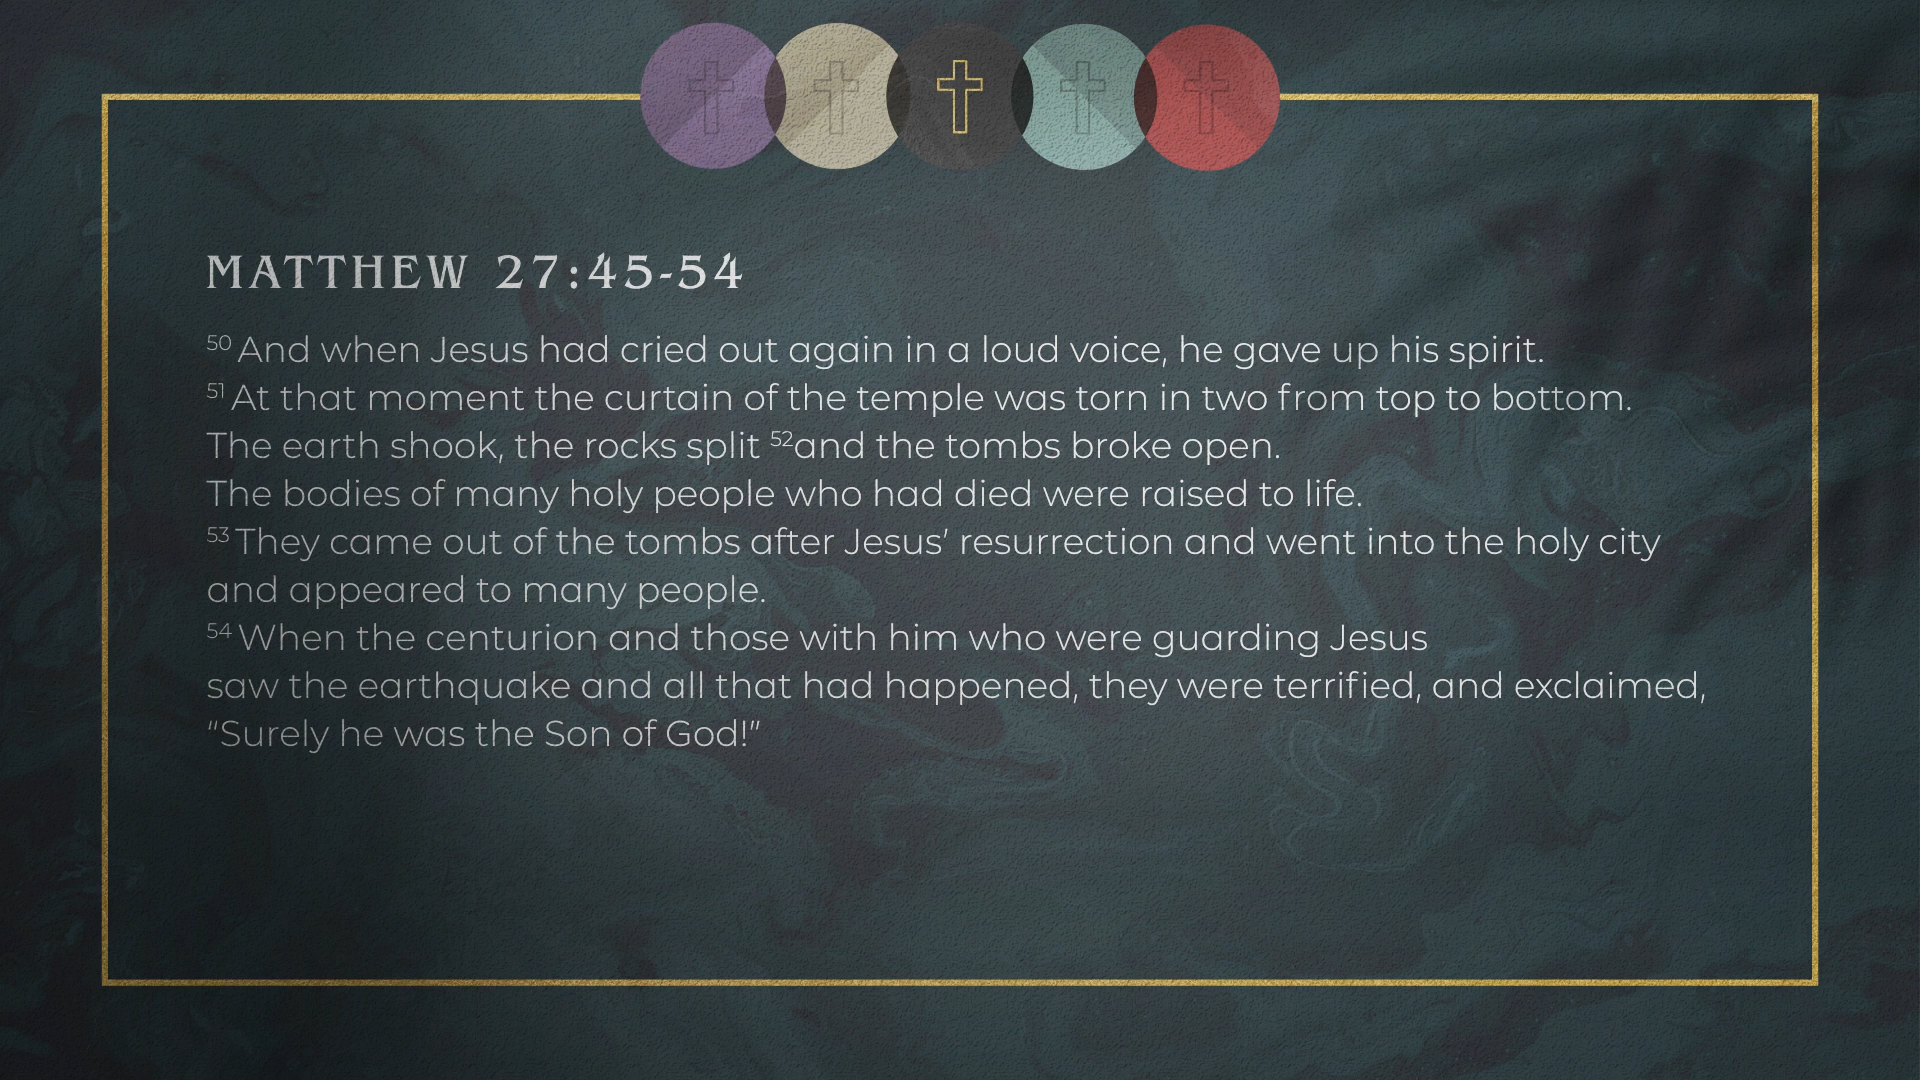 MATTHEW 27:45-54
50 And when Jesus had cried out again in a loud voice, he gave up his spirit.
51 At that moment the curtain of the temple was torn in two from top to bottom.
The earth shook, the rocks split 52and the tombs broke open.
The bodies of many holy people who had died were raised to life.
53 They came out of the tombs after Jesus’ resurrection and went into the holy city
and appeared to many people.
54 When the centurion and those with him who were guarding Jesus
saw the earthquake and all that had happened, they were terrified, and exclaimed,
“Surely he was the Son of God!”